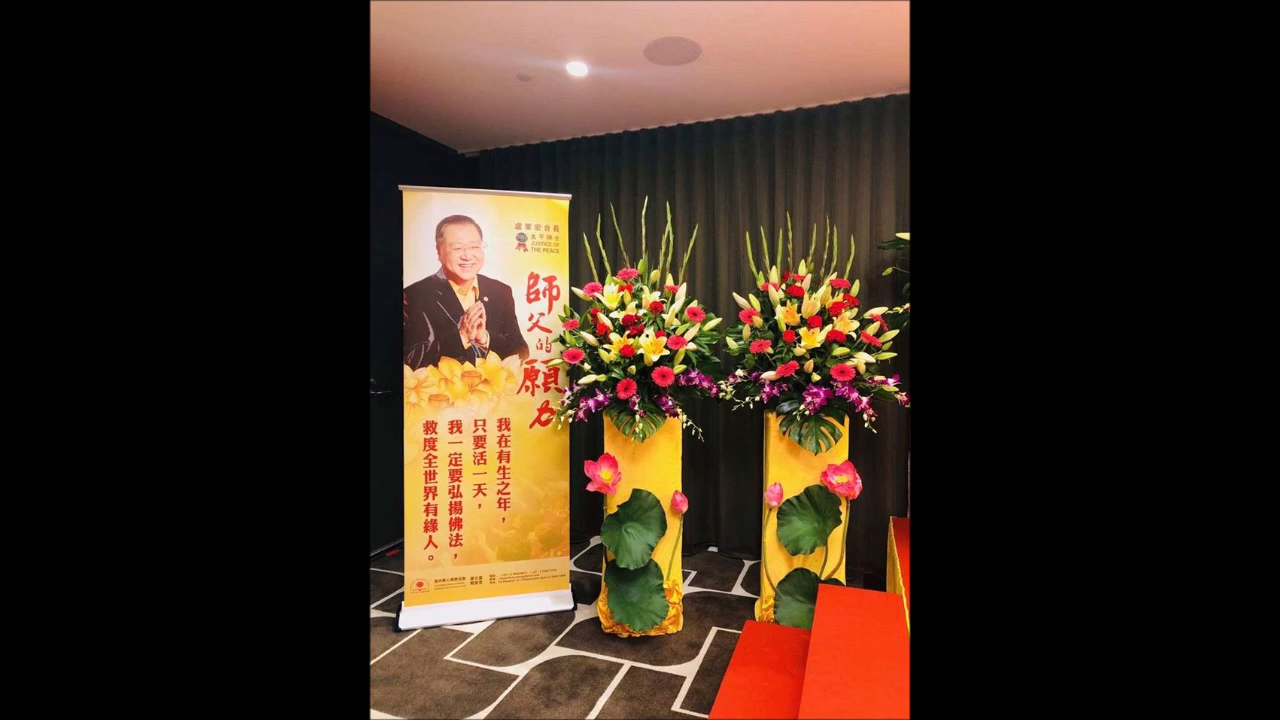 盧軍宏台長
太平紳士
JUSTICE OF
THE PEACE
師父的願力
我在有生之年，
只要活一天，
我一定要弘揚佛法，
救度全世界有緣人。